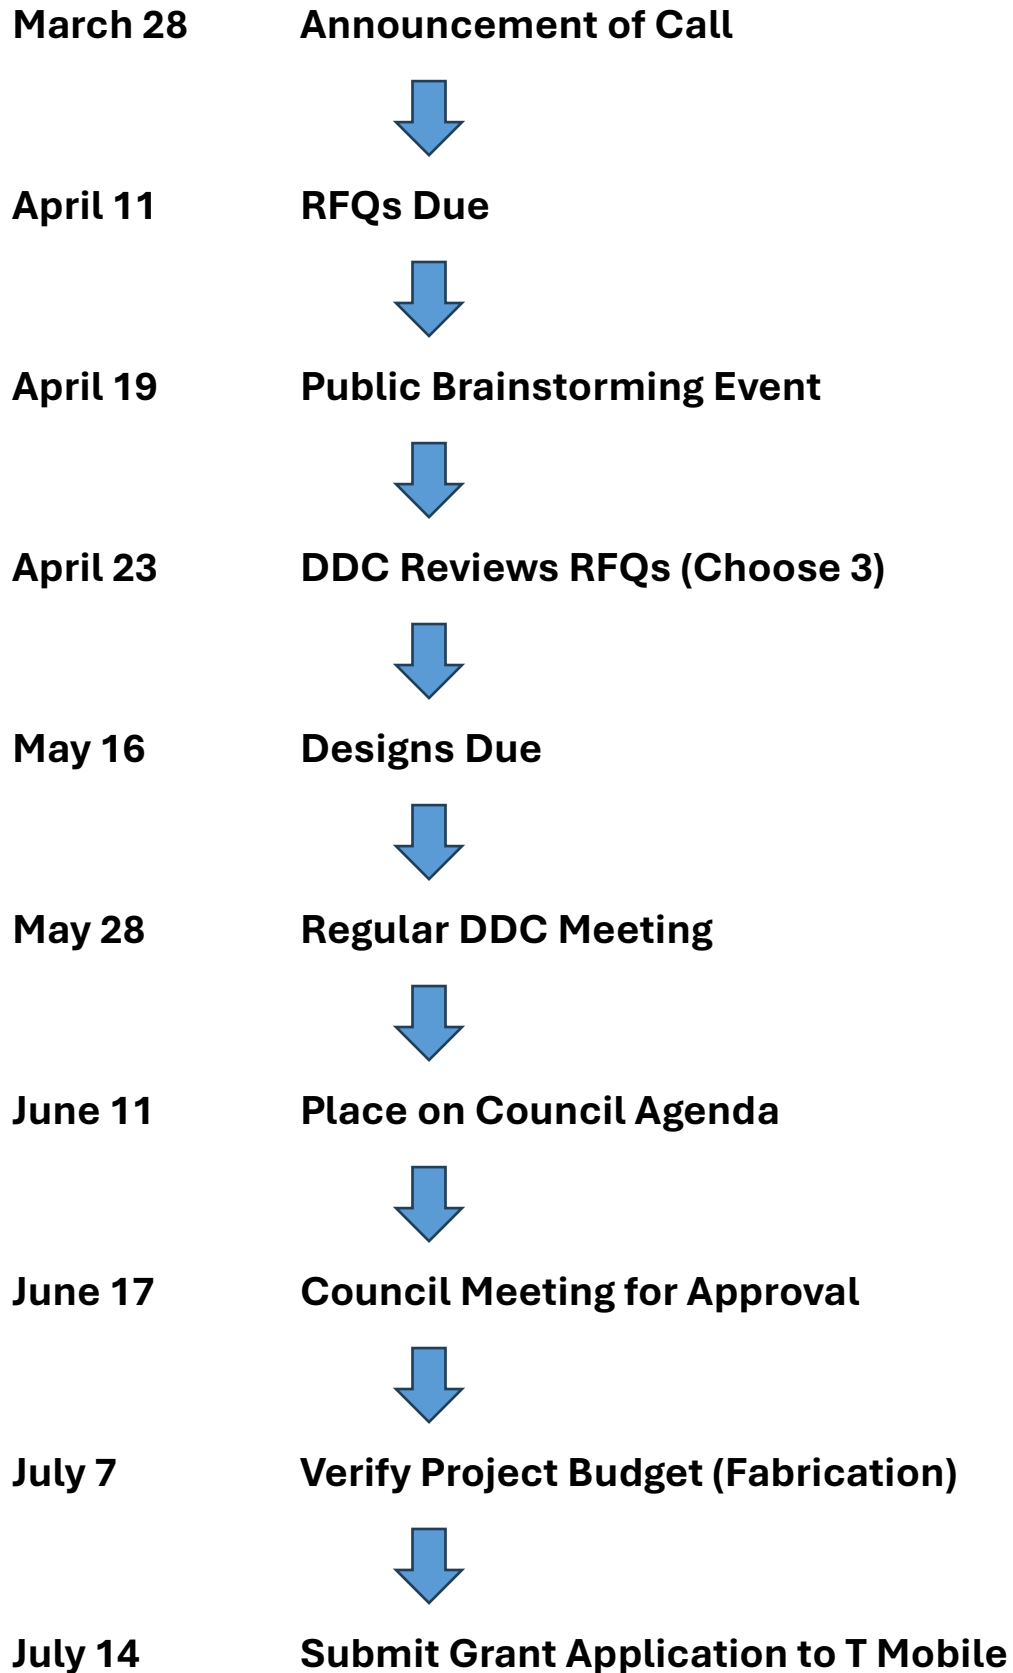 March 28 Announcement of Call
April 11 RFQs Due
April 19 Public Brainstorming Event
April 23 DDC Reviews RFQs (Choose 3)
May 16 Designs Due
May 28 Regular DDC Meeting
June 11 Place on Council Agenda
June 17 Council Meeting for Approval
July 7 Verify Project Budget (Fabrication)
July 14 Submit Grant Application to T Mobile